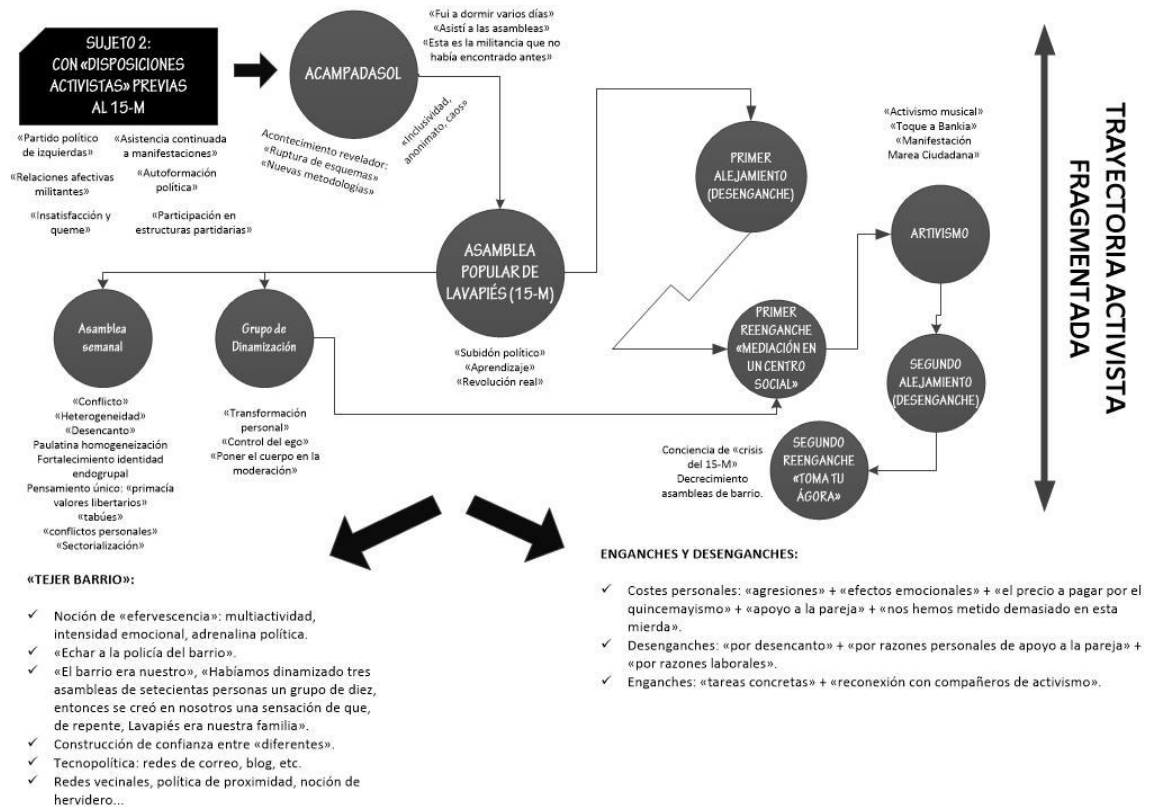 SUJETO 2:
CON «DISPOSICIONES
ACTIVISTAS» PREVIAS
AL 15-M
«Partido político
de izquierdas»
«Asistencia continuada
a manifestaciones»
«Relaciones afectivas
militantes»
«Autoformación
política»
«Insatisfacción y
queme»
«Participación en
estructuras partidarias»
ACAMPADASOL
«Fui a dormir varios días»
«Asistí a las asambleas»
«Esta es la militancia que no
había encontrado antes»
Acontecimiento revelador:
«Ruptura de esquemas»
«Nuevas metodologías»
«Inclusividad,
anonimato, caos»
ASAMBLEA
POPULAR DE
LAVAPIÉS (15-M)
«Subidón político»
«Aprendizaje»
«Revolución real»
Asamblea
semanal
«Conflicto»
«Heterogeneidad»
«Desencanto»
Paulatina homogeneización
Fortalecimiento identidad
endogrupal
Pensamiento único: «primacía
valores libertarios»
«tabúes»
«conflictos personales»
«Sectorialización»
Grupo de
Dinamización
«Transformación
personal»
«Control del ego»
«Poner el cuerpo en la
moderación»
PRIMER
ALEJAMIENTO
(DESENGANCHE)
PRIMER
REENGANCHE
«MEDIACIÓN EN
UN CENTRO
SOCIAL»
«Activismo musical»
«Toque a Bankia»
«Manifestación
Marea Ciudadana»
ARTIVISMO
SEGUNDO
ALEJAMIENTO
(DESENGANCHE)
SEGUNDO
REENGANCHE
«TOMA TU
ÁGORA»
Conciencia de «crisis
del 15-M»
Decrecimiento
asambleas de barrio.
TRAYECTORIA ACTIVISTA
FRAGMENTADA
«TEJER BARRIO»:
✓ Noción de «efervescencia»: multiactividad,
intensidad emocional, adrenalina política.
✓ «Echar a la policía del barrio».
✓ «El barrio era nuestro», «Habíamos dinamizado tres
asambleas de setecientas personas un grupo de diez,
entonces se creó en nosotros una sensación de que,
de repente, Lavapiés era nuestra familia».
✓ Construcción de confianza entre «diferentes».
✓ Tecnopolítica: redes de correo, blog, etc.
✓ Redes vecinales, política de proximidad, noción de
hervidero...
ENGANCHES Y DESENGANCHES:
✓ Costes personales: «agresiones» + «efectos emocionales» + «el precio a pagar por el
quincemayismo» + «apoyo a la pareja» + «nos hemos metido demasiado en esta
mierda».
✓ Desenganches: «por desencanto» + «por razones personales de apoyo a la pareja» +
«por razones laborales».
✓ Enganches: «tareas concretas» + «reconexión con compañeros de activismo».